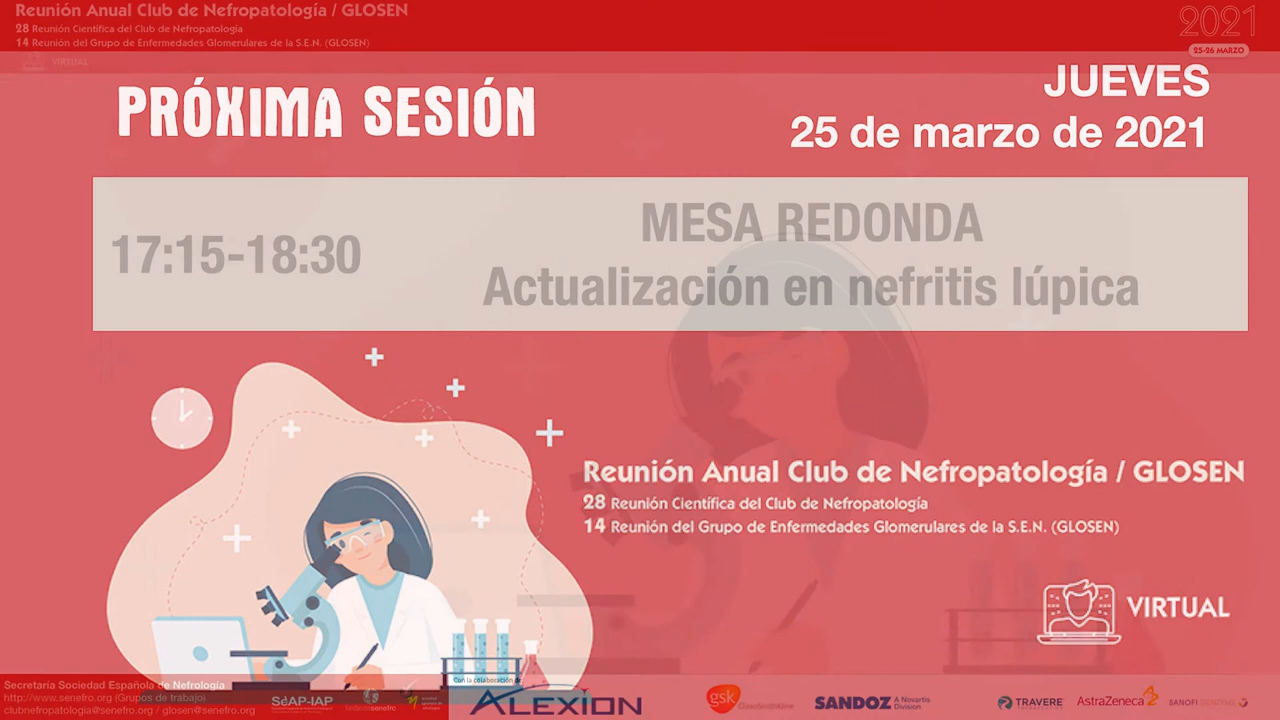 Reunión Anual Club de Nefropatología / GLOSEN
28 Reunión Científica del Club de Nefropatología
14 Reunión del Grupo de Enfermedades Glomerulares de la S.E.N. (GLOSEN)
VIRTUAL
2021
25-26 MARZO
PRÓXIMA SESIÓN
JUEVES
25 de marzo de 2021
17:15-18:30
MESA REDONDA
Actualización en nefritis lúpica
Reunión Anual Club de Nefropatología / GLOSEN
28 Reunión Científica del Club de Nefropatología
14 Reunión del Grupo de Enfermedades Glomerulares de la S.E.N. (GLOSEN)
VIRTUAL
Secretaría Sociedad Española de Nefrología
http://www.senefro.org (Grupos de trabajo)
clubnefropatologia@senefro.org / glosen@senefro.org
SEAP-IAP
senefro
Con la colaboración de
ALEXION
gsk
GlaxoSmithKline
SANDOZ A Novartis
Division
TRAVERE
AstraZeneca
SANOFI GENZYME